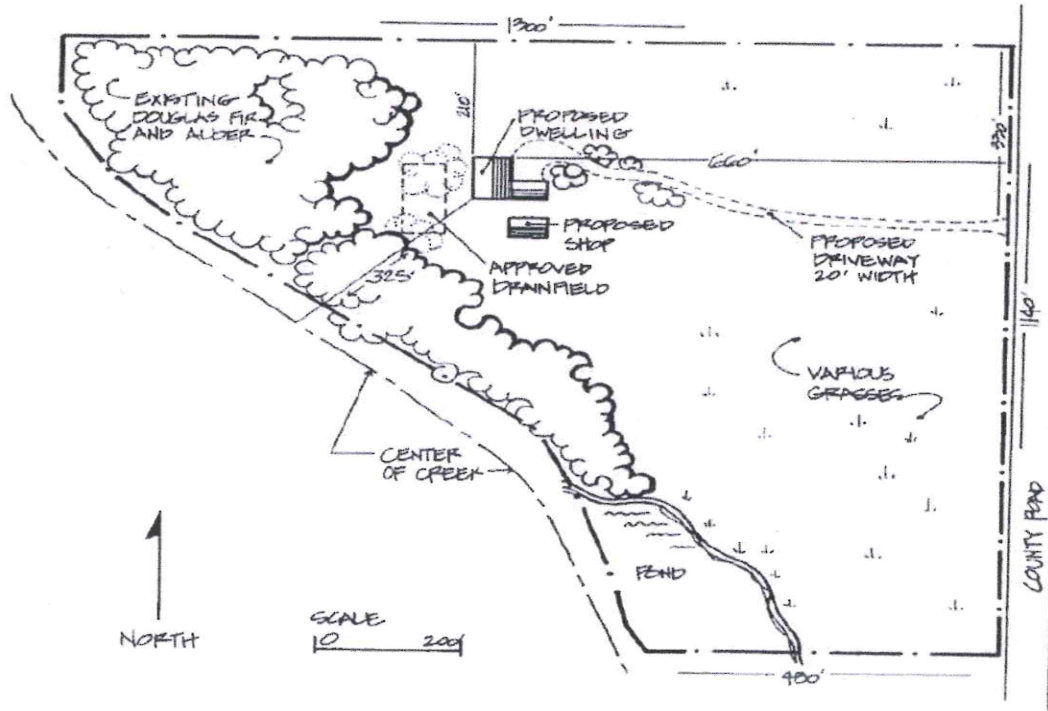 1300'
EXISTING
DOUGLAS FIR
AND ALDER
210'
PROPOSED
DWELLING
660'
330'
PROPOSED
SHOP
APPROVED
DRAINFIELD
325'
PROPOSED
DRIVEWAY
20' WIDTH
1140'
VARIOUS
GRASSES
CENTER
OF CREEK
POND
COUNTY ROAD
NORTH
SCALE
0 200'
480'